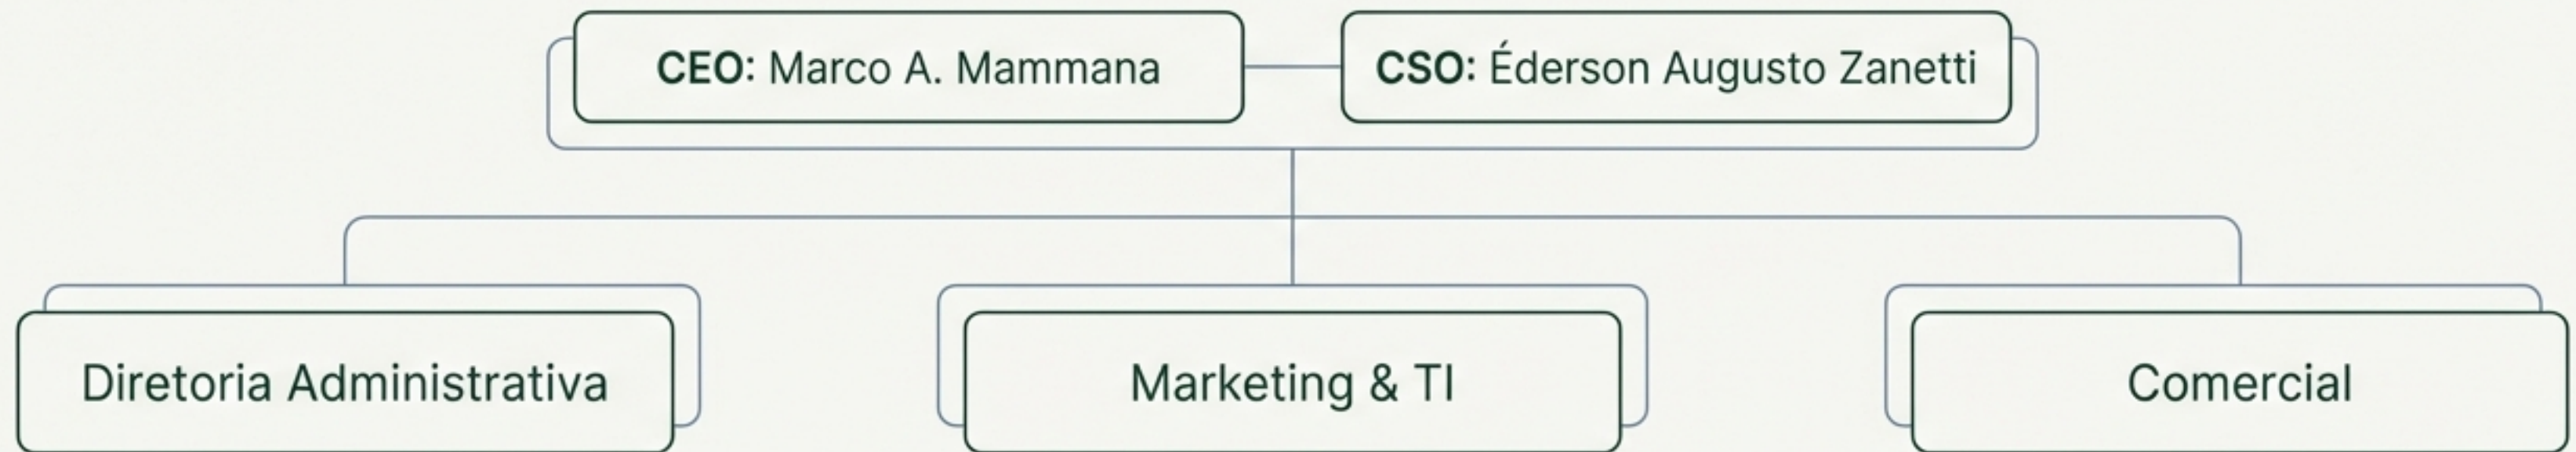 CEO: Marco A. Mammana
CSO: Éderson Augusto Zanetti
Diretoria Administrativa
Marketing & TI
Comercial